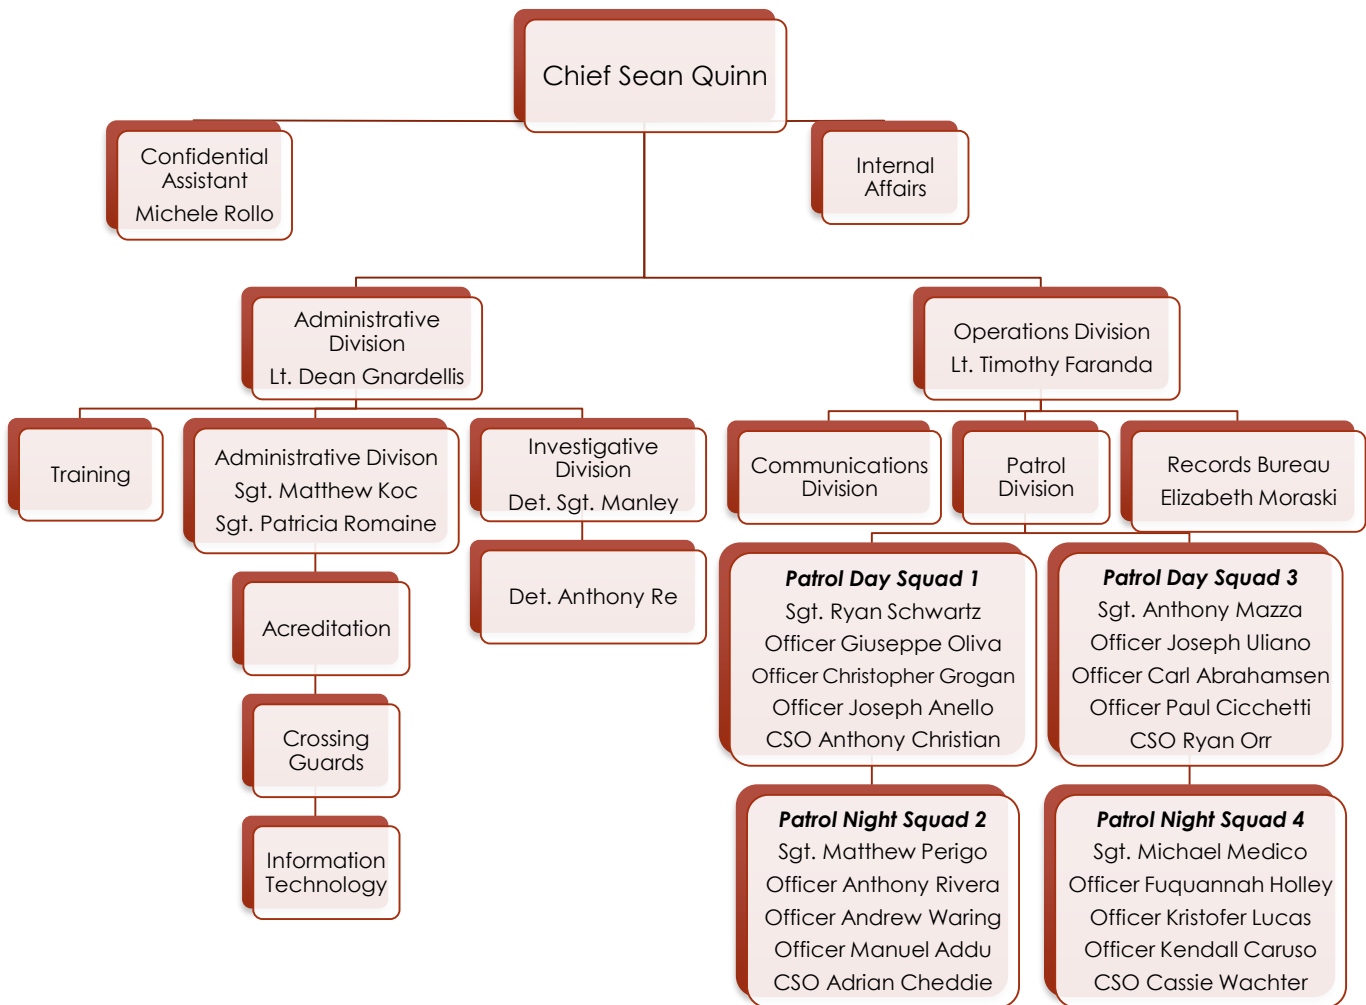 Chief Sean Quinn
Confidential
Assistant
Michele Rollo
Internal
Affairs
Administrative
Division
Lt. Dean Gnardellis
Operations Division
Lt. Timothy Faranda
Training
Administrative Divison
Sgt. Matthew Koc
Sgt. Patricia Romaine
Investigative
Division
Det. Sgt. Manley
Communications
Division
Patrol
Division
Records Bureau
Elizabeth Moraski
Acreditation
Det. Anthony Re
Crossing
Guards
Information
Technology
Patrol Day Squad 1
Sgt. Ryan Schwartz
Officer Giuseppe Oliva
Officer Christopher Grogan
Officer Joseph Anello
CSO Anthony Christian
Patrol Day Squad 3
Sgt. Anthony Mazza
Officer Joseph Uliano
Officer Carl Abrahamsen
Officer Paul Cicchetti
CSO Ryan Orr
Patrol Night Squad 2
Sgt. Matthew Perigo
Officer Anthony Rivera
Officer Andrew Waring
Officer Manuel Addu
CSO Adrian Cheddie
Patrol Night Squad 4
Sgt. Michael Medico
Officer Fuquannah Holley
Officer Kristofer Lucas
Officer Kendall Caruso
CSO Cassie Wachter